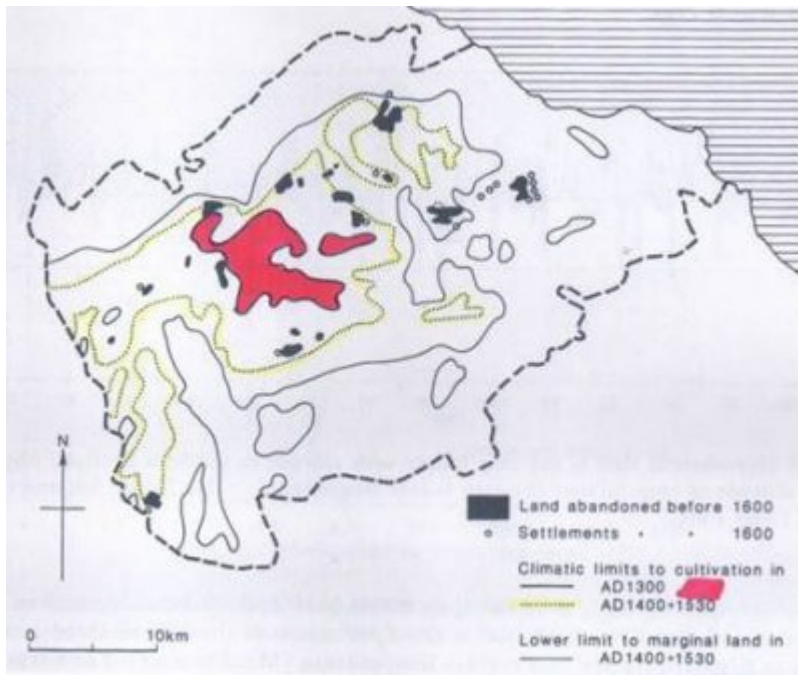 N
0 10km
Land abandoned before 1600
Settlements " " 1600
Climatic limits to cultivation in
AD1300
AD1400+1530
Lower limit to marginal land in
AD1400+1530